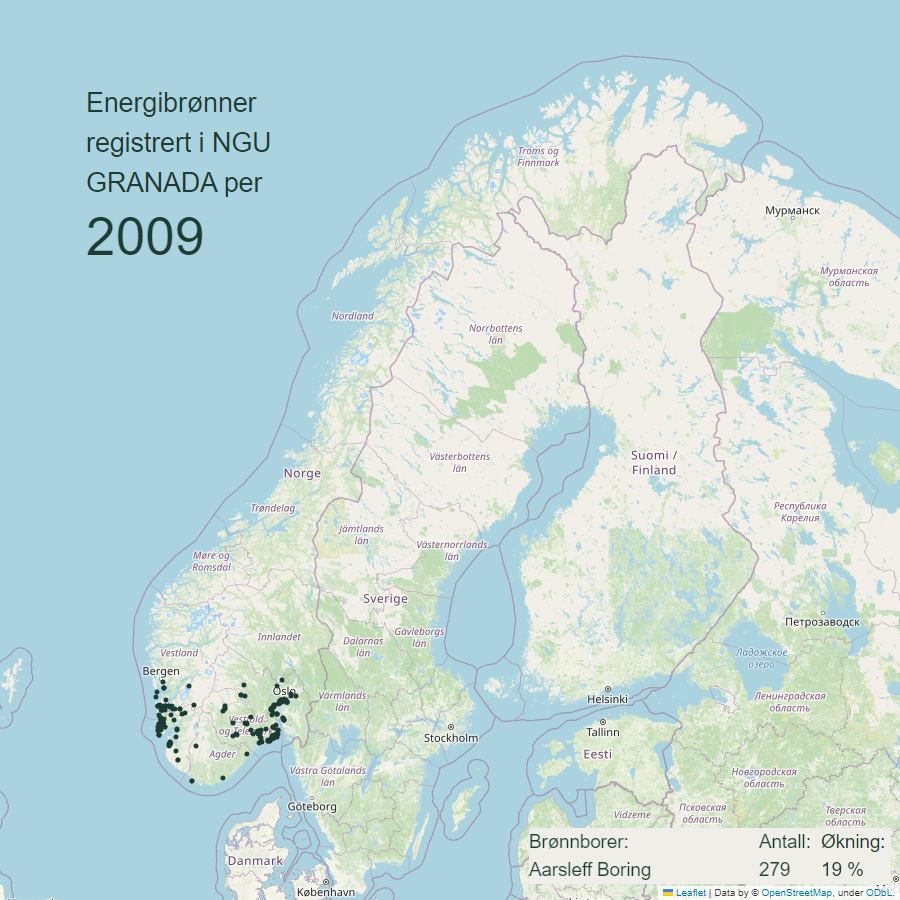 Energibrønner
registrert i NGU
GRANADA per
2009
Troms og
Finnmark
Мурманск
Мурманская
область
Nordland
Norrbottens
län
Västerbottens
län
Suomi /
Finland
Norge
Trøndelag
Республика
Карелия
Jämtlands
län
Västernorrlands
län
Møre og
Romsdal
Sverige
Петрозаводск
Innlandet
Gävleborgs
län
Dalarnas
län
Vestland
Ладожское
озеро
Bergen
Oslo
Värmlands
län
Helsinki
Ленинградская
область
Vestfold
og Telemark
Stockholm
Tallinn
Eesti
Agder
Västra Götalands
län
Новгородская
область
Göteborg
Vidzeme
Псковская
область
Тверская
область
Danmark
København
Brønnborer: Antall: Økning:
Aarsleff Boring 279 19 %
Leaflet | Data by © OpenStreetMap, under ODbL.